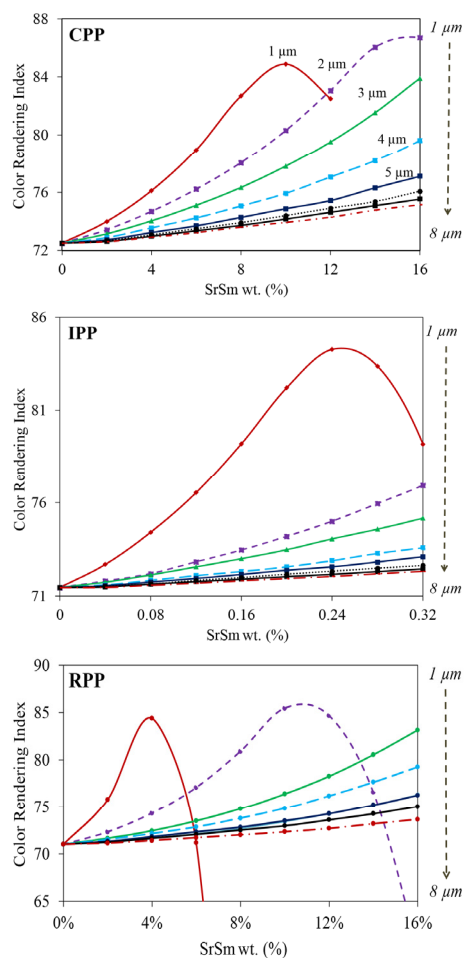 CPP
88
84
80
76
72
Color Rendering Index
1 µm
2 µm
3 µm
4 µm
5 µm
1 µm
8 µm
0
4
8
12
16
SrSm wt. (%)
IPP
86
81
76
71
Color Rendering Index
1 µm
8 µm
0
0.08
0.16
0.24
0.32
SrSm wt. (%)
RPP
90
85
80
75
70
65
Color Rendering Index
1 µm
8 µm
0%
4%
8%
12%
16%
SrSm wt. (%)